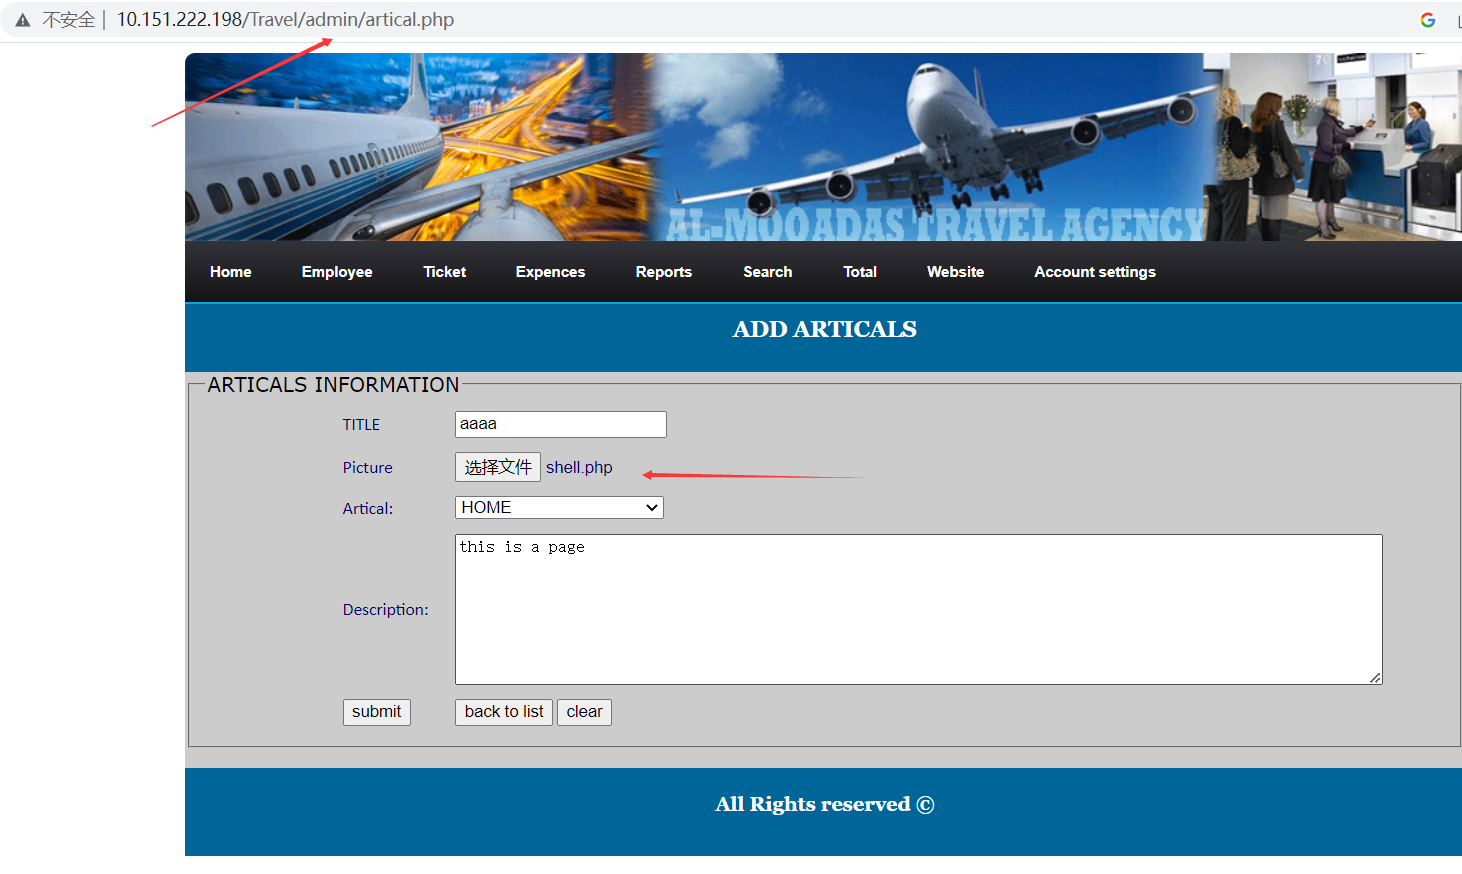 不安全 | 10.151.222.198/Travel/admin/artical.php
AL-MOOADAS TRAVEL AGENCY
Home Employee Ticket Expences Reports Search Total Website Account settings
ADD ARTICALS
ARTICALS INFORMATION
TITLE aaaa
Picture 选择文件 shell.php
Artical: HOME
this is a page
Description:
submit back to list clear
All Rights reserved ©